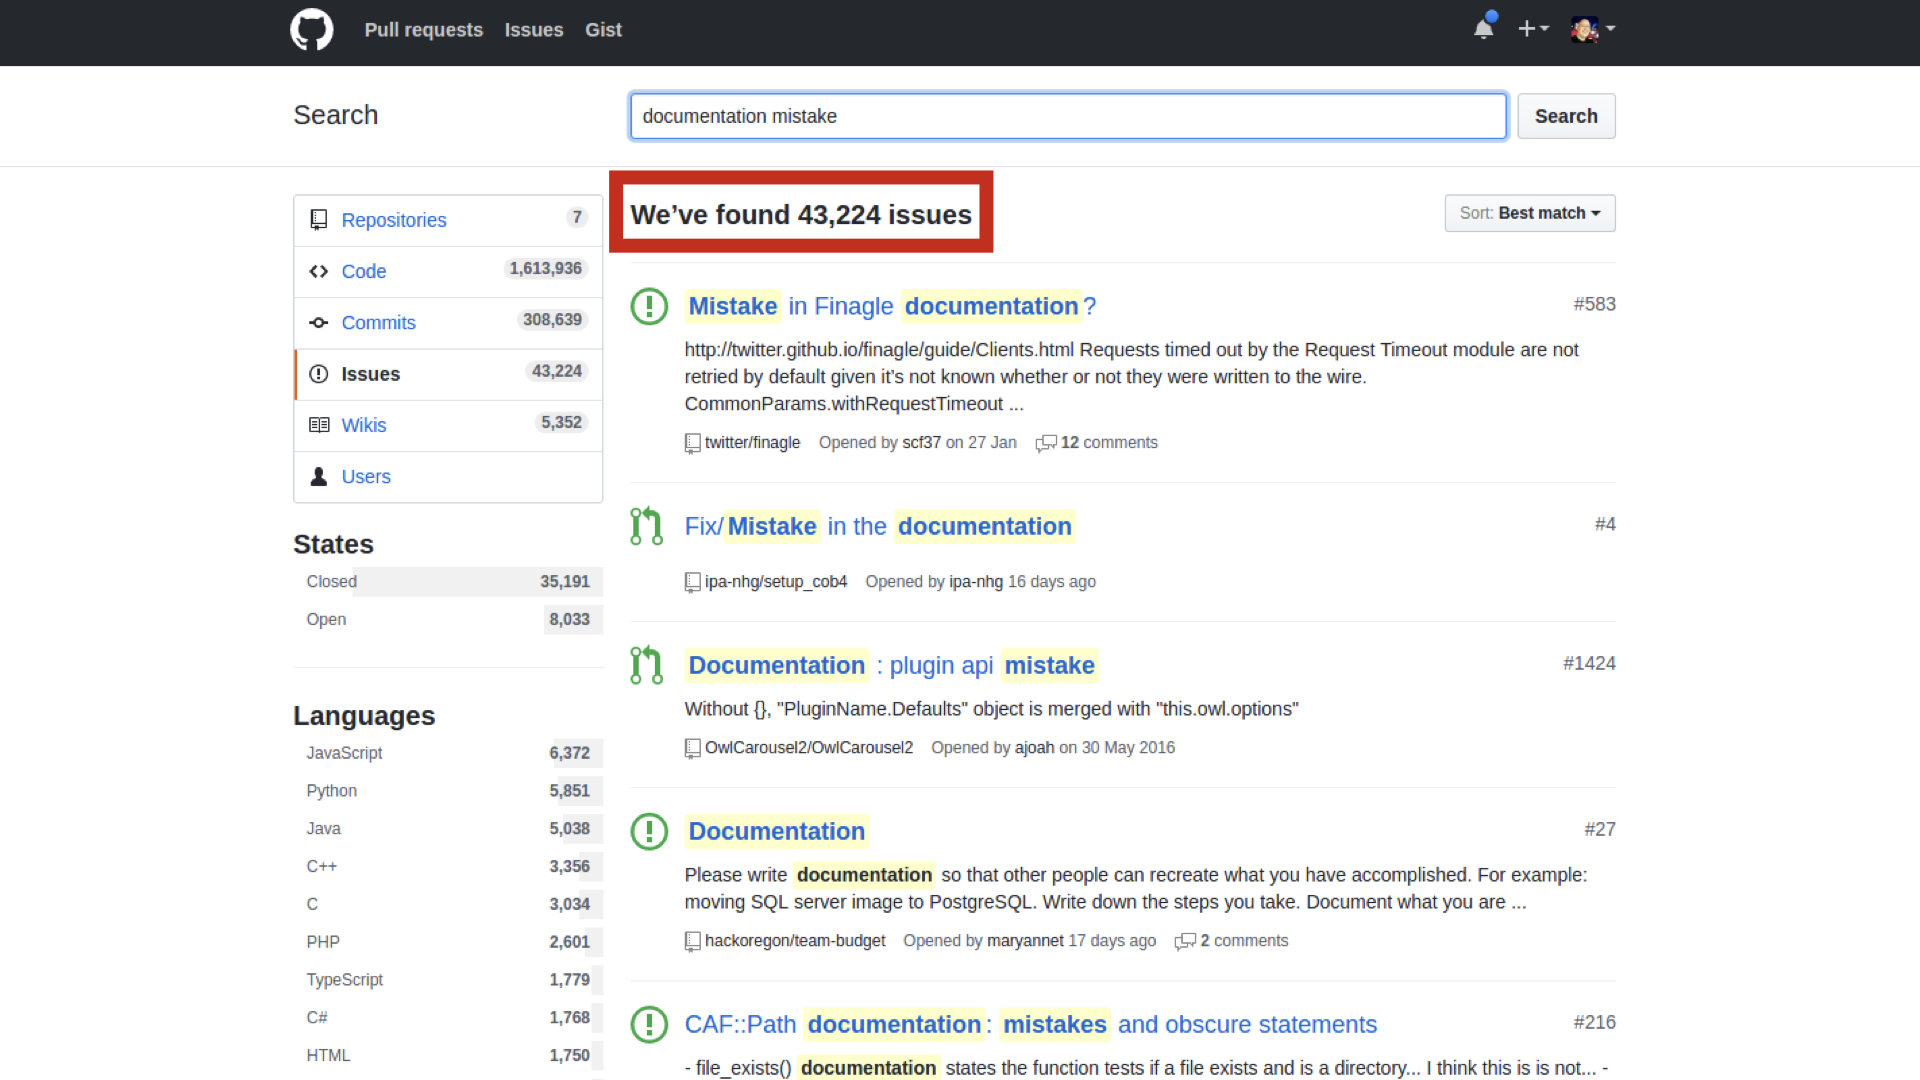 Pull requests Issues Gist
Search
documentation mistake
Search
Repositories 7
Code 1,613,936
Commits 308,639
Issues 43,224
Wikis 5,352
Users
States
Closed 35,191
Open 8,033
Languages
JavaScript 6,372
Python 5,851
Java 5,038
C++ 3,356
C 3,034
PHP 2,601
TypeScript 1,779
C# 1,768
HTML 1,750
We’ve found 43,224 issues
Sort: Best match
Mistake in Finagle documentation? #583
http://twitter.github.io/finagle/guide/Clients.html Requests timed out by the Request Timeout module are not
retried by default given it’s not known whether or not they were written to the wire.
CommonParams.withRequestTimeout ...
twitter/finagle Opened by scf37 on 27 Jan 12 comments
Fix/Mistake in the documentation #4
ipa-nhg/setup_cob4 Opened by ipa-nhg 16 days ago
Documentation : plugin api mistake #1424
Without {}, "PluginName.Defaults" object is merged with "this.owl.options"
OwlCarousel2/OwlCarousel2 Opened by ajoah on 30 May 2016
Documentation #27
Please write documentation so that other people can recreate what you have accomplished. For example:
moving SQL server image to PostgreSQL. Write down the steps you take. Document what you are ...
hackoregon/team-budget Opened by maryannet 17 days ago 2 comments
CAF::Path documentation: mistakes and obscure statements #216
- file_exists() documentation states the function tests if a file exists and is a directory... I think this is is not... -